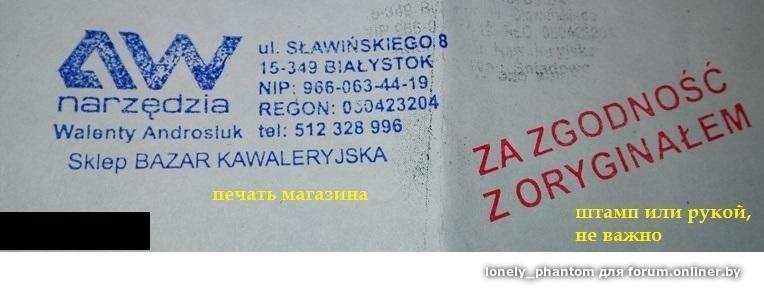 AW
narzędzia
Walenty Androsiuk
ul. SŁAWIŃSKIEGO 8
15-349 BIAŁYSTOK
NIP: 966-063-44-19
REGON: 050423204
tel: 512 328 996
Sklep BAZAR KAWALERYJSKA
ZA ZGODNOŚĆ
Z ORYGINAŁEM
печать магазина
штамп или рукой,
не важно
lonely_phantom для forum.onliner.by